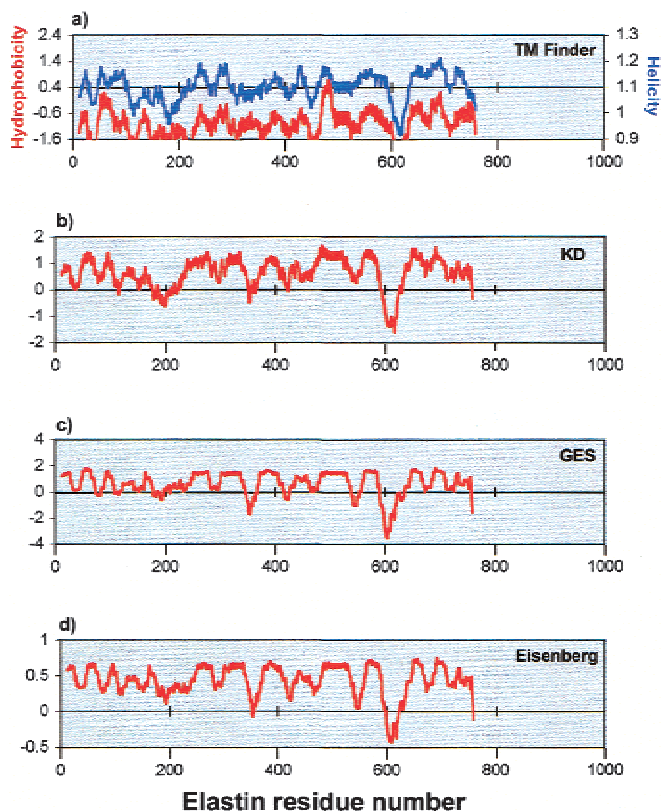 a)
Hydrophobicity
2.4
1.4
0.4
-0.6
-1.6
TM Finder
1.3
1.2
1.1
1
0.9
Helicity
0 200 400 600 800 1000
b)
2
1
0
-1
-2
KD
0 200 400 600 800 1000
c)
4
2
0
-2
-4
GES
0 200 400 600 800 1000
d)
1
0.5
0
-0.5
Eisenberg
0 200 400 600 800 1000
Elastin residue number